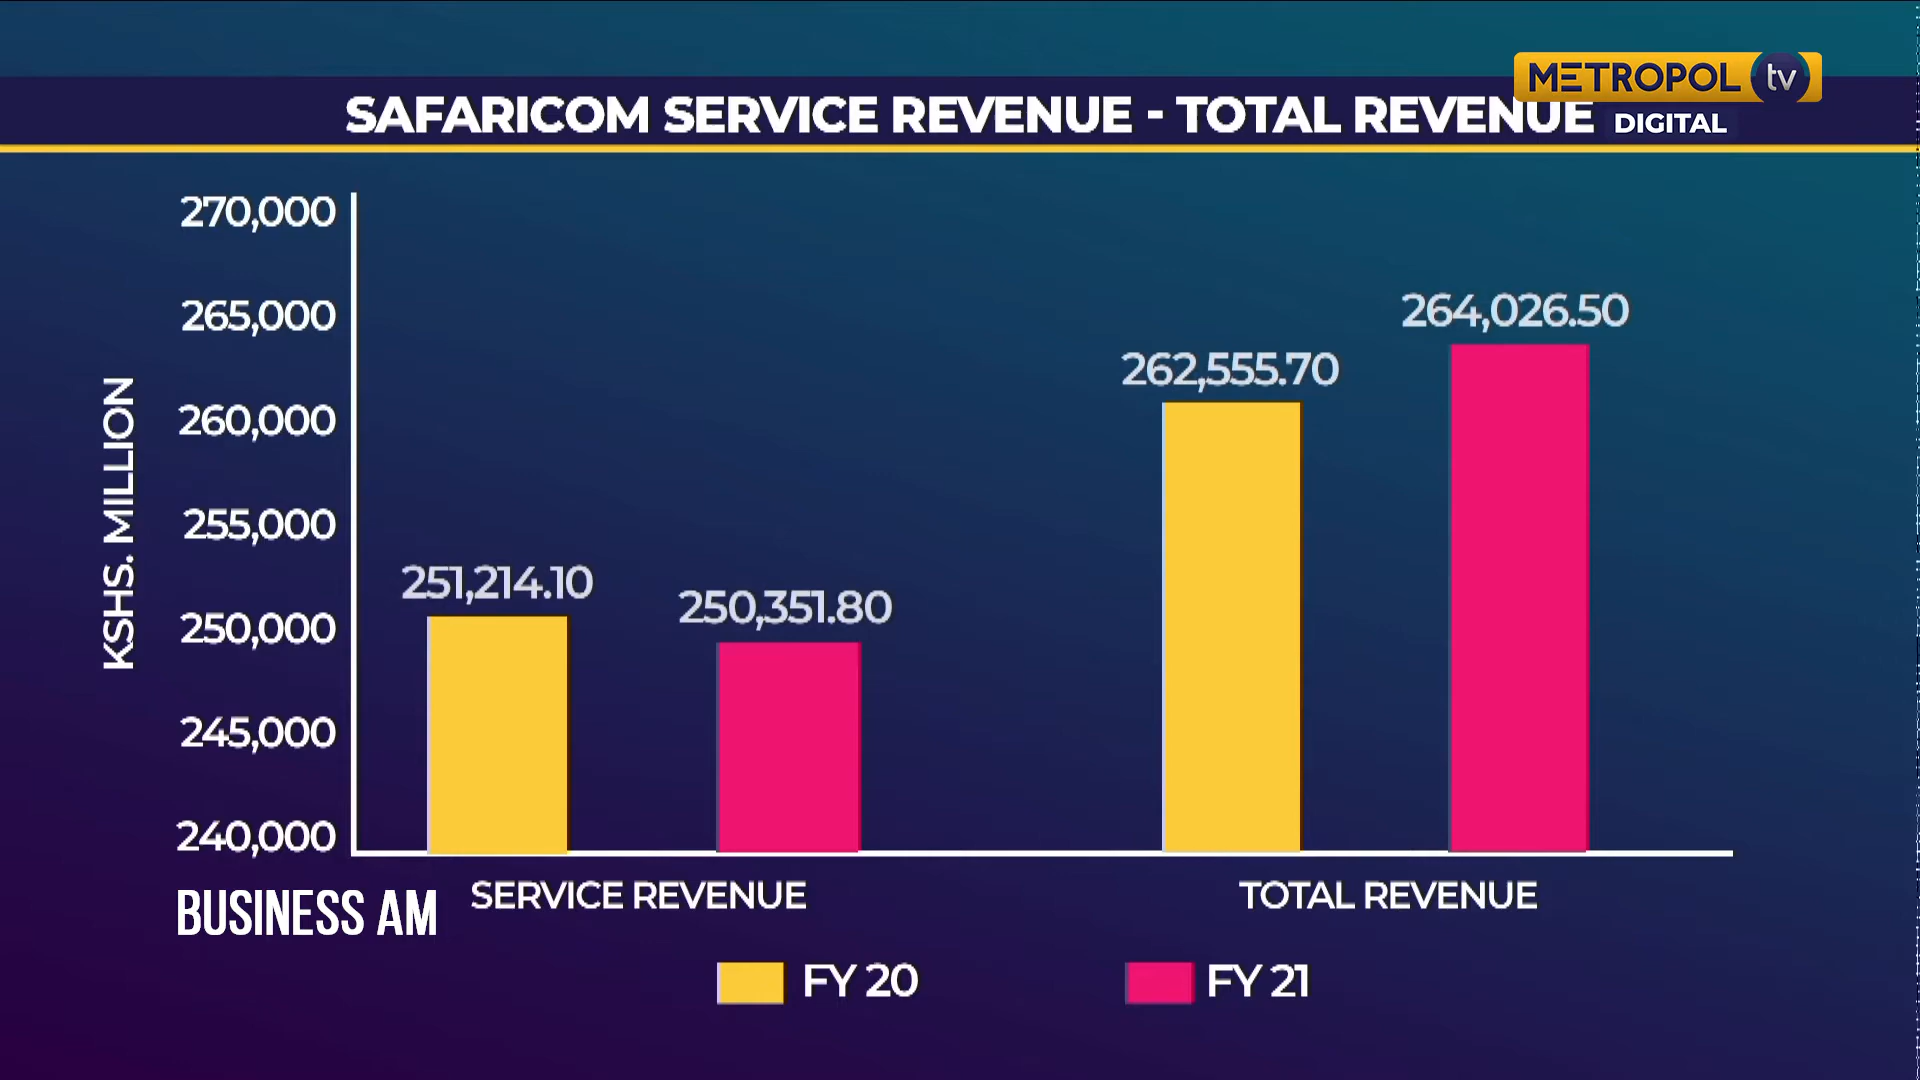 METROPOL tv
DIGITAL
SAFARICOM SERVICE REVENUE - TOTAL REVENUE
KSHS. MILLION
270,000
265,000
260,000
255,000
250,000
245,000
240,000
251,214.10
250,351.80
262,555.70
264,026.50
SERVICE REVENUE
TOTAL REVENUE
BUSINESS AM
FY 20
FY 21